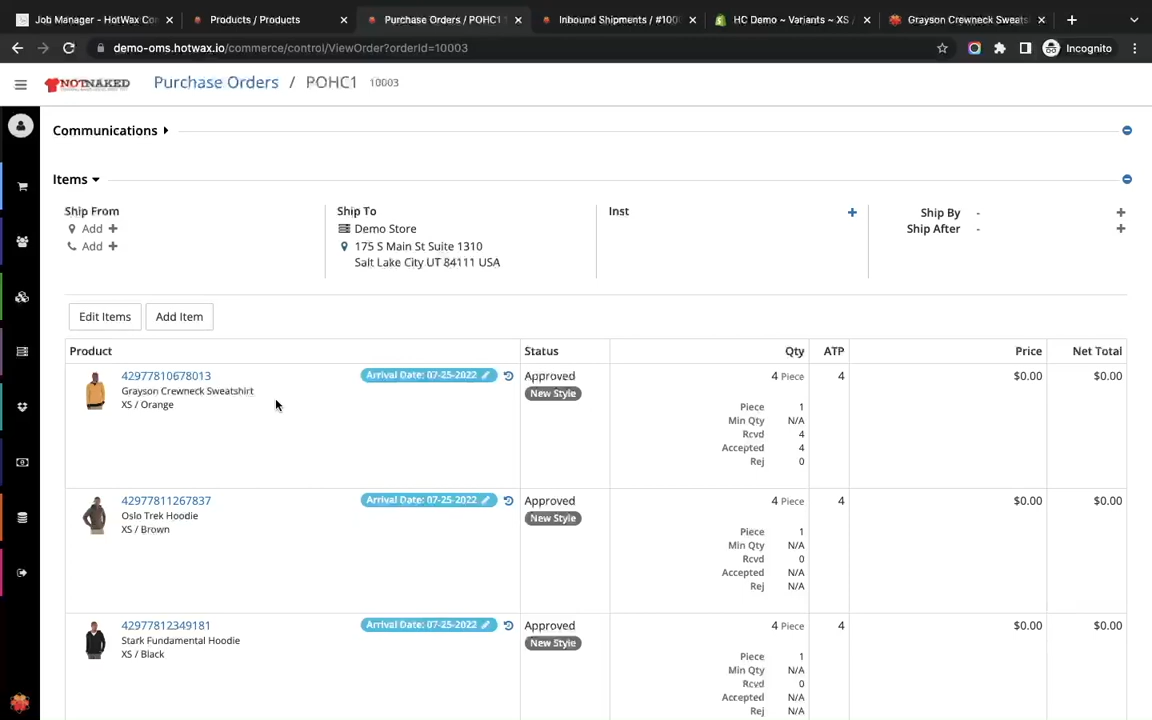 Job Manager - HotWax Co
Products / Products
Purchase Orders / POHC1
Inbound Shipments / #100
HC Demo ~ Variants ~ XS /
Grayson Crewneck Sweats
demo-oms.hotwax.io/commerce/control/ViewOrder?orderId=10003
Incognito
NOTNAKED
Purchase Orders / POHC1 10003
Communications
Items
Ship From
Add
Add
Ship To
Demo Store
175 S Main St Suite 1310
Salt Lake City UT 84111 USA
Inst
Ship By -
Ship After -
Edit Items
Add Item
Product Status Qty ATP Price Net Total
42977810678013 Arrival Date: 07-25-2022 Approved 4 Piece 4 $0.00 $0.00
Grayson Crewneck Sweatshirt New Style
XS / Orange
Piece 1
Min Qty N/A
Rcvd 4
Accepted 4
Rej 0
42977811267837 Arrival Date: 07-25-2022 Approved 4 Piece 4 $0.00 $0.00
Oslo Trek Hoodie New Style
XS / Brown
Piece 1
Min Qty N/A
Rcvd 0
Accepted N/A
Rej N/A
42977812349181 Arrival Date: 07-25-2022 Approved 4 Piece 4 $0.00 $0.00
Stark Fundamental Hoodie New Style
XS / Black
Piece 1
Min Qty N/A
Rcvd 0
Accepted N/A
Rej N/A